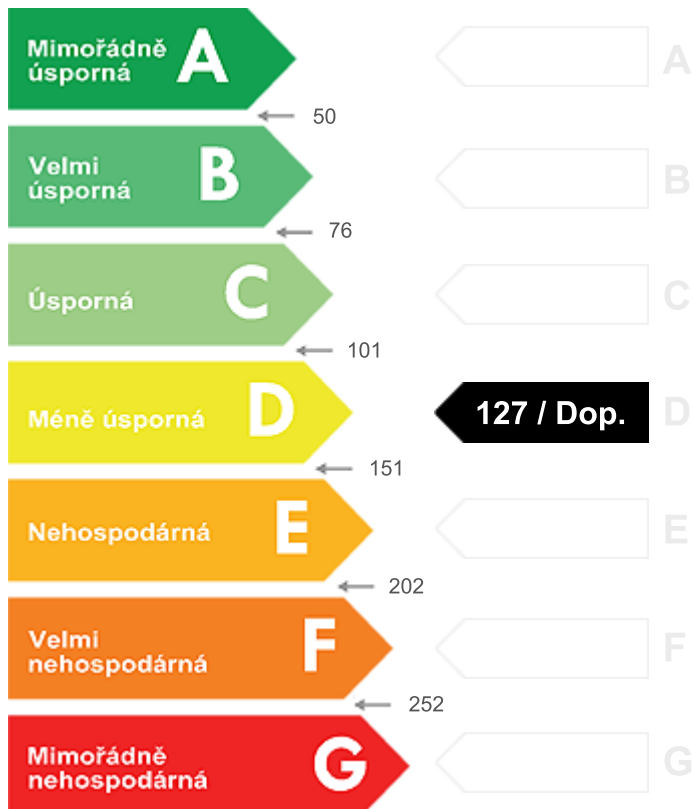 Mimořádně
úsporná
A
A
50
Velmi
úsporná
B
B
76
Úsporná
C
C
101
Méně úsporná
D
127 / Dop.
D
151
Nehospodárná
E
E
202
Velmi
nehospodárná
F
F
252
Mimořádně
nehospodárná
G
G